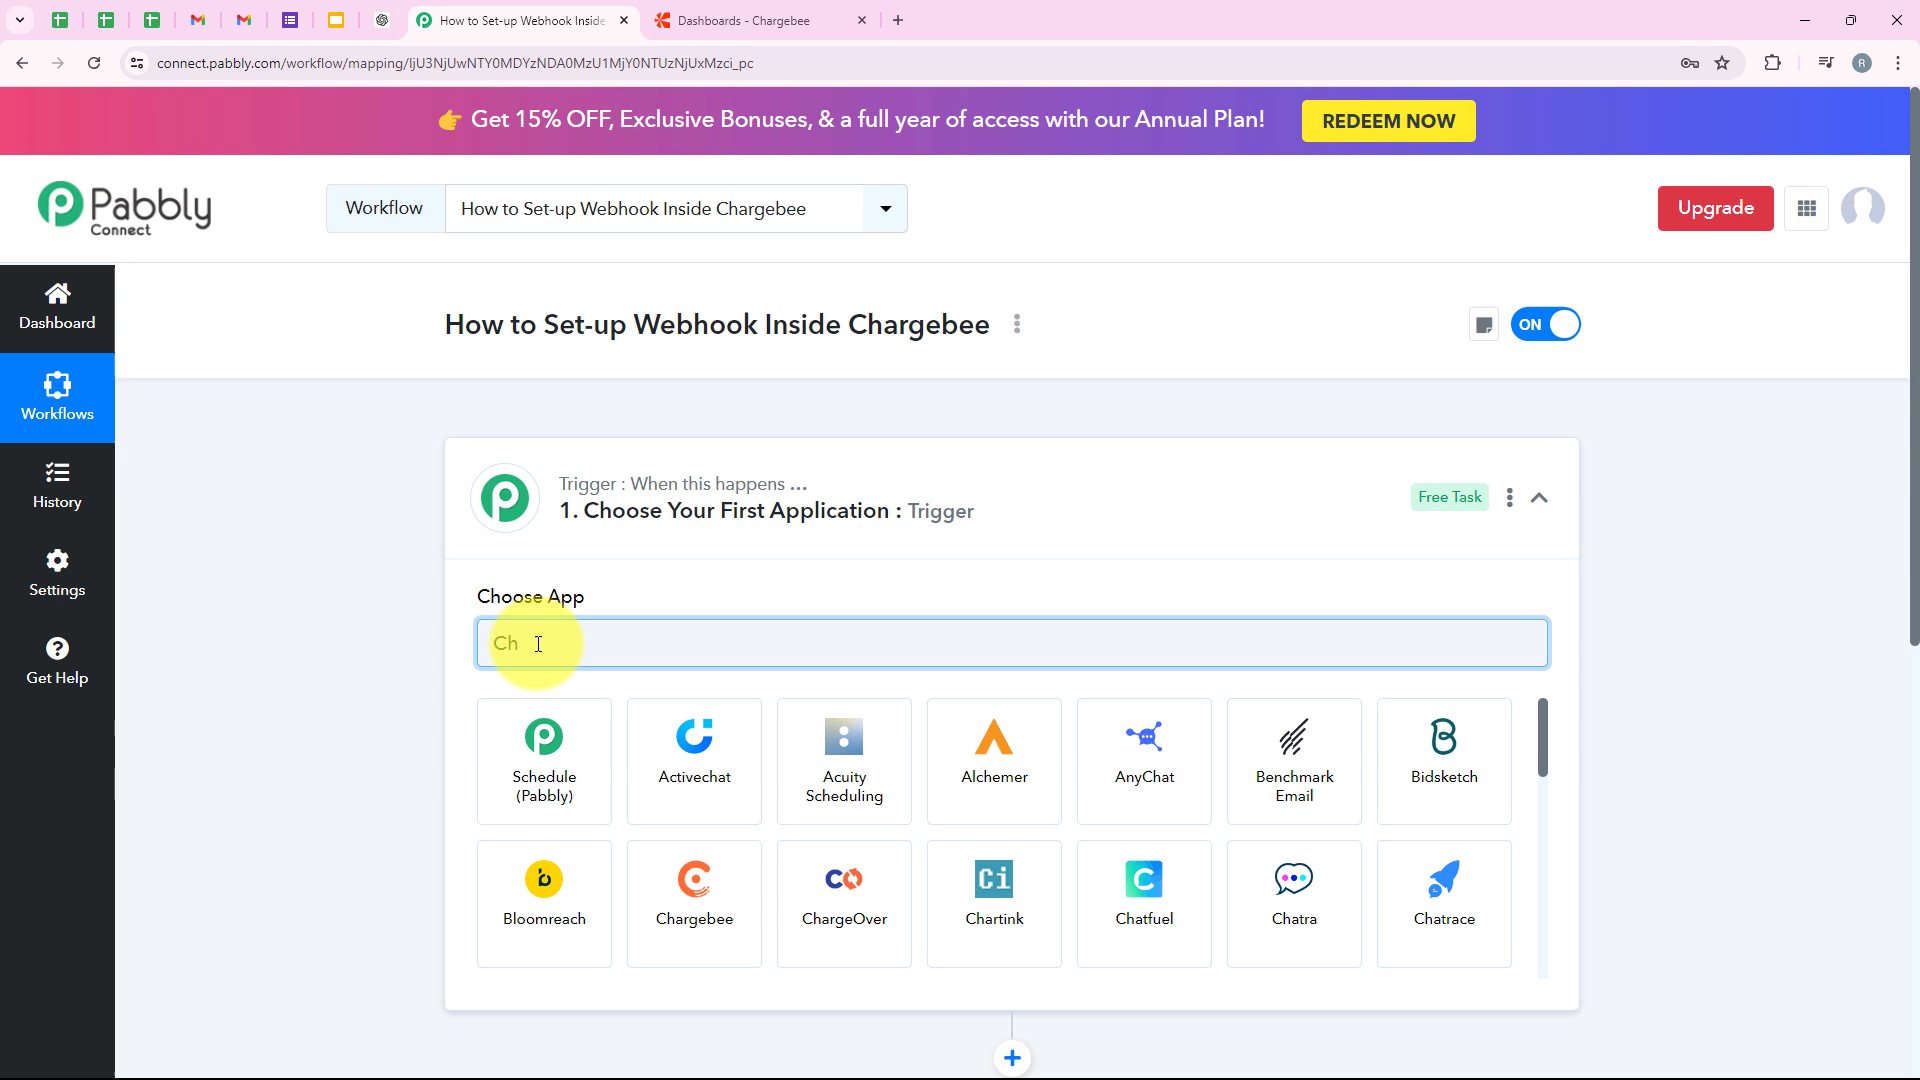 How to Set-up Webhook Inside
Dashboards - Chargebee
connect.pabbly.com/workflow/mapping/IjU3NjUwNTY0MDYzNDA0MzU1MjY0NTUzNjUxMzci_pc
R
👉 Get 15% OFF, Exclusive Bonuses, & a full year of access with our Annual Plan!
REDEEM NOW
Pabbly
Connect
Workflow
How to Set-up Webhook Inside Chargebee
Upgrade
Dashboard
Workflows
History
Settings
Get Help
How to Set-up Webhook Inside Chargebee
ON
Trigger : When this happens ...
1. Choose Your First Application : Trigger
Free Task
Choose App
Ch
Schedule
(Pabbly)
Activechat
Acuity
Scheduling
Alchemer
AnyChat
Benchmark
Email
Bidsketch
Bloomreach
Chargebee
ChargeOver
Ci
Chartink
Chatfuel
Chatra
Chatrace